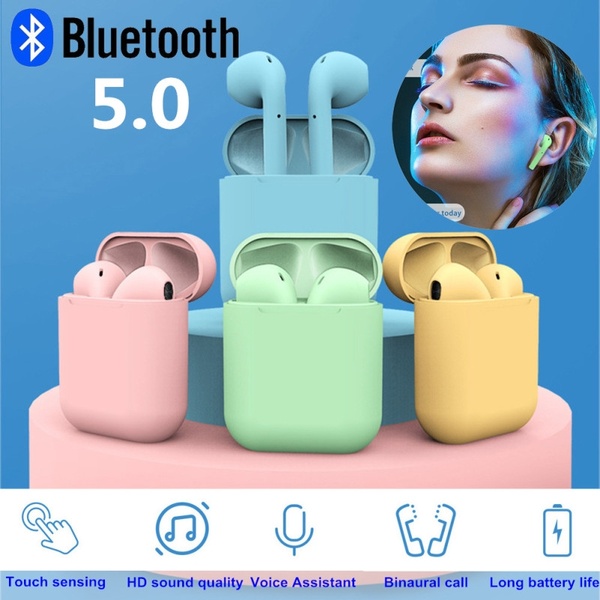 Bluetooth
5.0
today
Touch sensing HD sound quality Voice Assistant Binaural call Long battery life